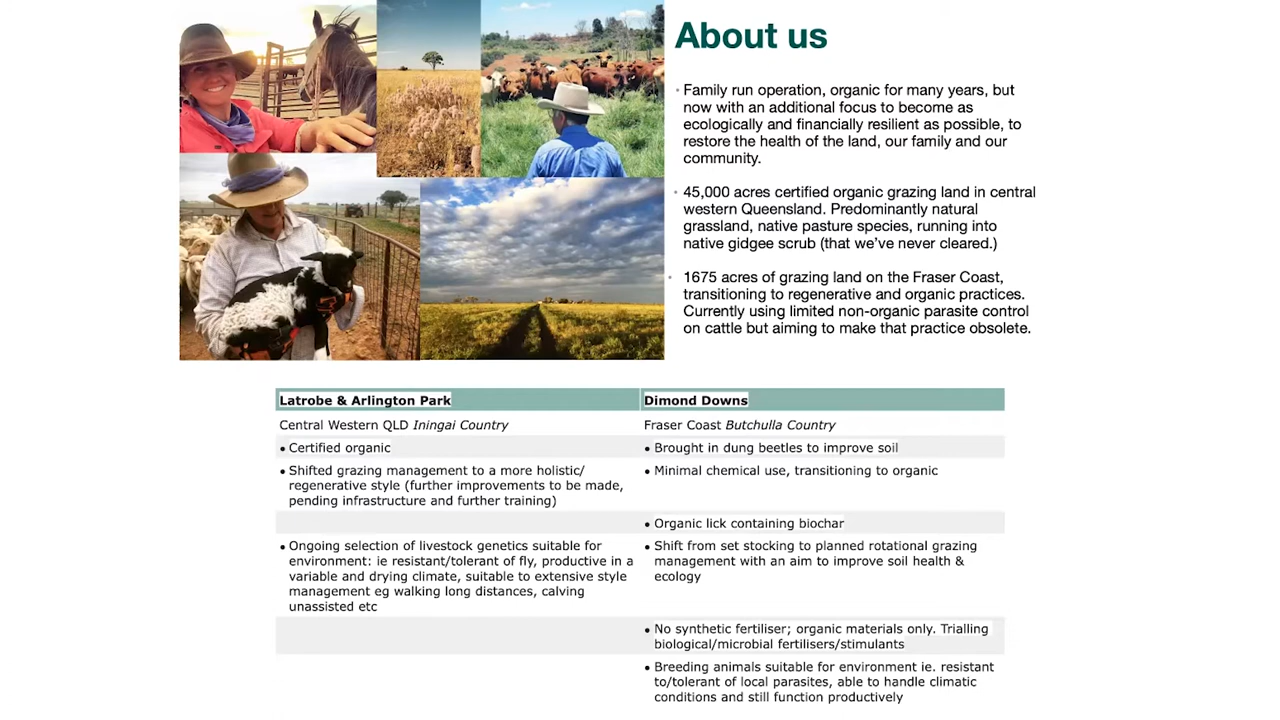 About us
• Family run operation, organic for many years, but
now with an additional focus to become as
ecologically and financially resilient as possible, to
restore the health of the land, our family and our
community.
• 45,000 acres certified organic grazing land in central
western Queensland. Predominantly natural
grassland, native pasture species, running into
native gidgee scrub (that we've never cleared.)
• 1675 acres of grazing land on the Fraser Coast,
transitioning to regenerative and organic practices.
Currently using limited non-organic parasite control
on cattle but aiming to make that practice obsolete.
Latrobe & Arlington Park
Dimond Downs
Central Western QLD Iningai Country
Fraser Coast Butchulla Country
• Certified organic
• Brought in dung beetles to improve soil
• Shifted grazing management to a more holistic/
regenerative style (further improvements to be made,
pending infrastructure and further training)
• Minimal chemical use, transitioning to organic
• Organic lick containing biochar
• Ongoing selection of livestock genetics suitable for
environment: ie resistant/tolerant of fly, productive in a
variable and drying climate, suitable to extensive style
management eg walking long distances, calving
unassisted etc
• Shift from set stocking to planned rotational grazing
management with an aim to improve soil health &
ecology
• No synthetic fertiliser; organic materials only. Trialling
biological/microbial fertilisers/stimulants
• Breeding animals suitable for environment ie. resistant
to/tolerant of local parasites, able to handle climatic
conditions and still function productively